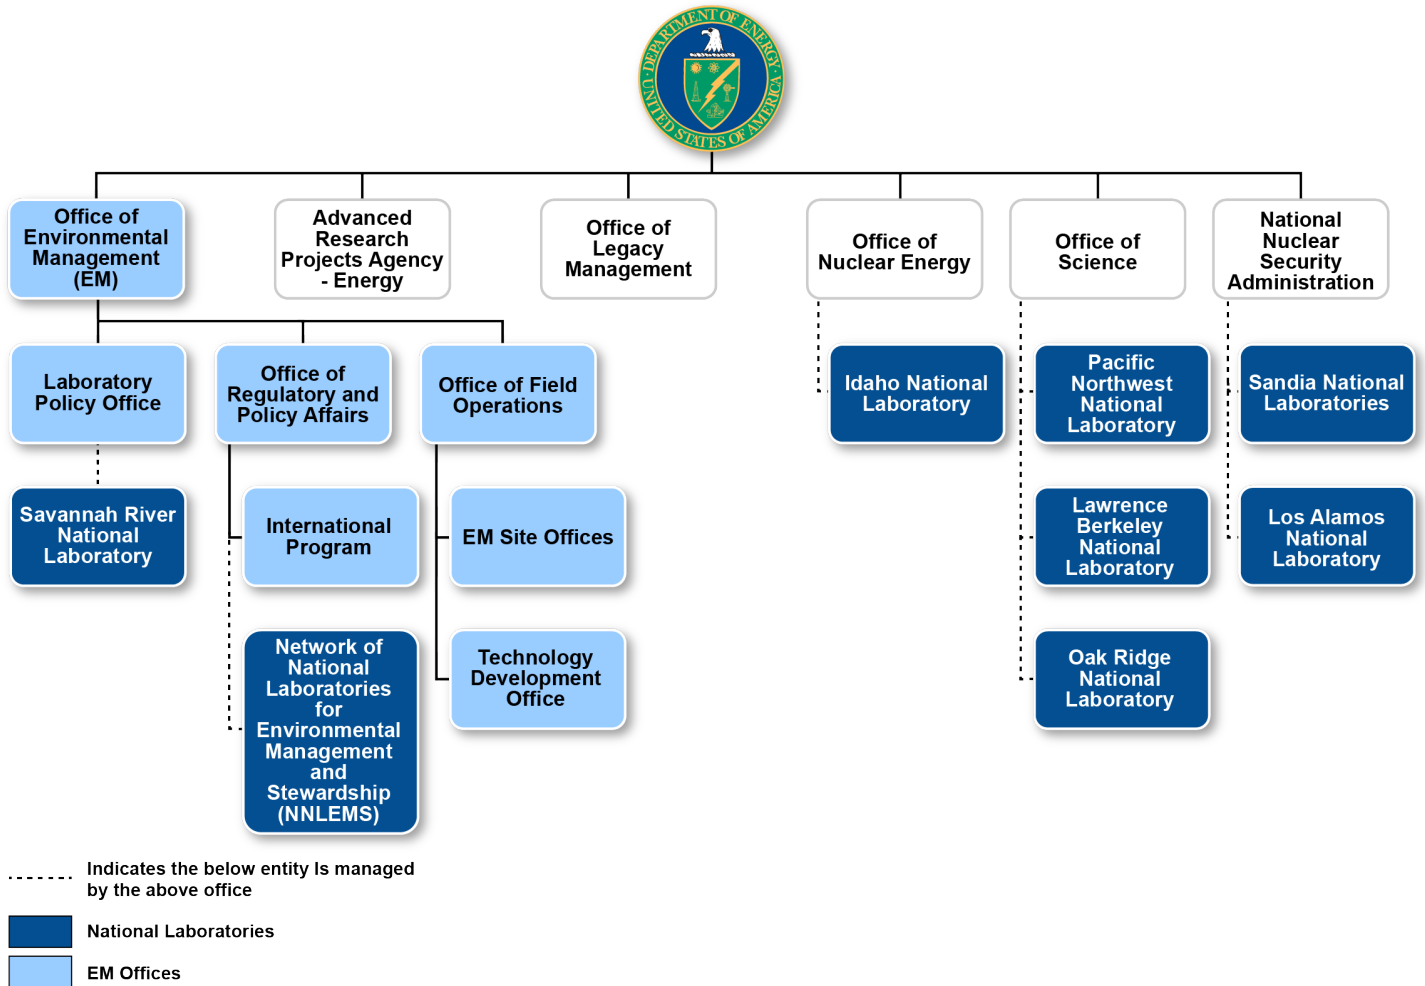 DEPARTMENT OF ENERGY
UNITED STATES OF AMERICA
Office of
Environmental
Management
(EM)
Advanced
Research
Projects Agency
- Energy
Office of
Legacy
Management
Office of
Nuclear Energy
Office of
Science
National
Nuclear
Security
Administration
Laboratory
Policy Office
Office of
Regulatory and
Policy Affairs
Office of Field
Operations
Idaho National
Laboratory
Pacific
Northwest
National
Laboratory
Sandia National
Laboratories
Savannah River
National
Laboratory
International
Program
EM Site Offices
Lawrence
Berkeley
National
Laboratory
Los Alamos
National
Laboratory
Network of
National
Laboratories
for
Environmental
Management
and
Stewardship
(NNLEMS)
Technology
Development
Office
Oak Ridge
National
Laboratory
Indicates the below entity Is managed
by the above office
National Laboratories
EM Offices